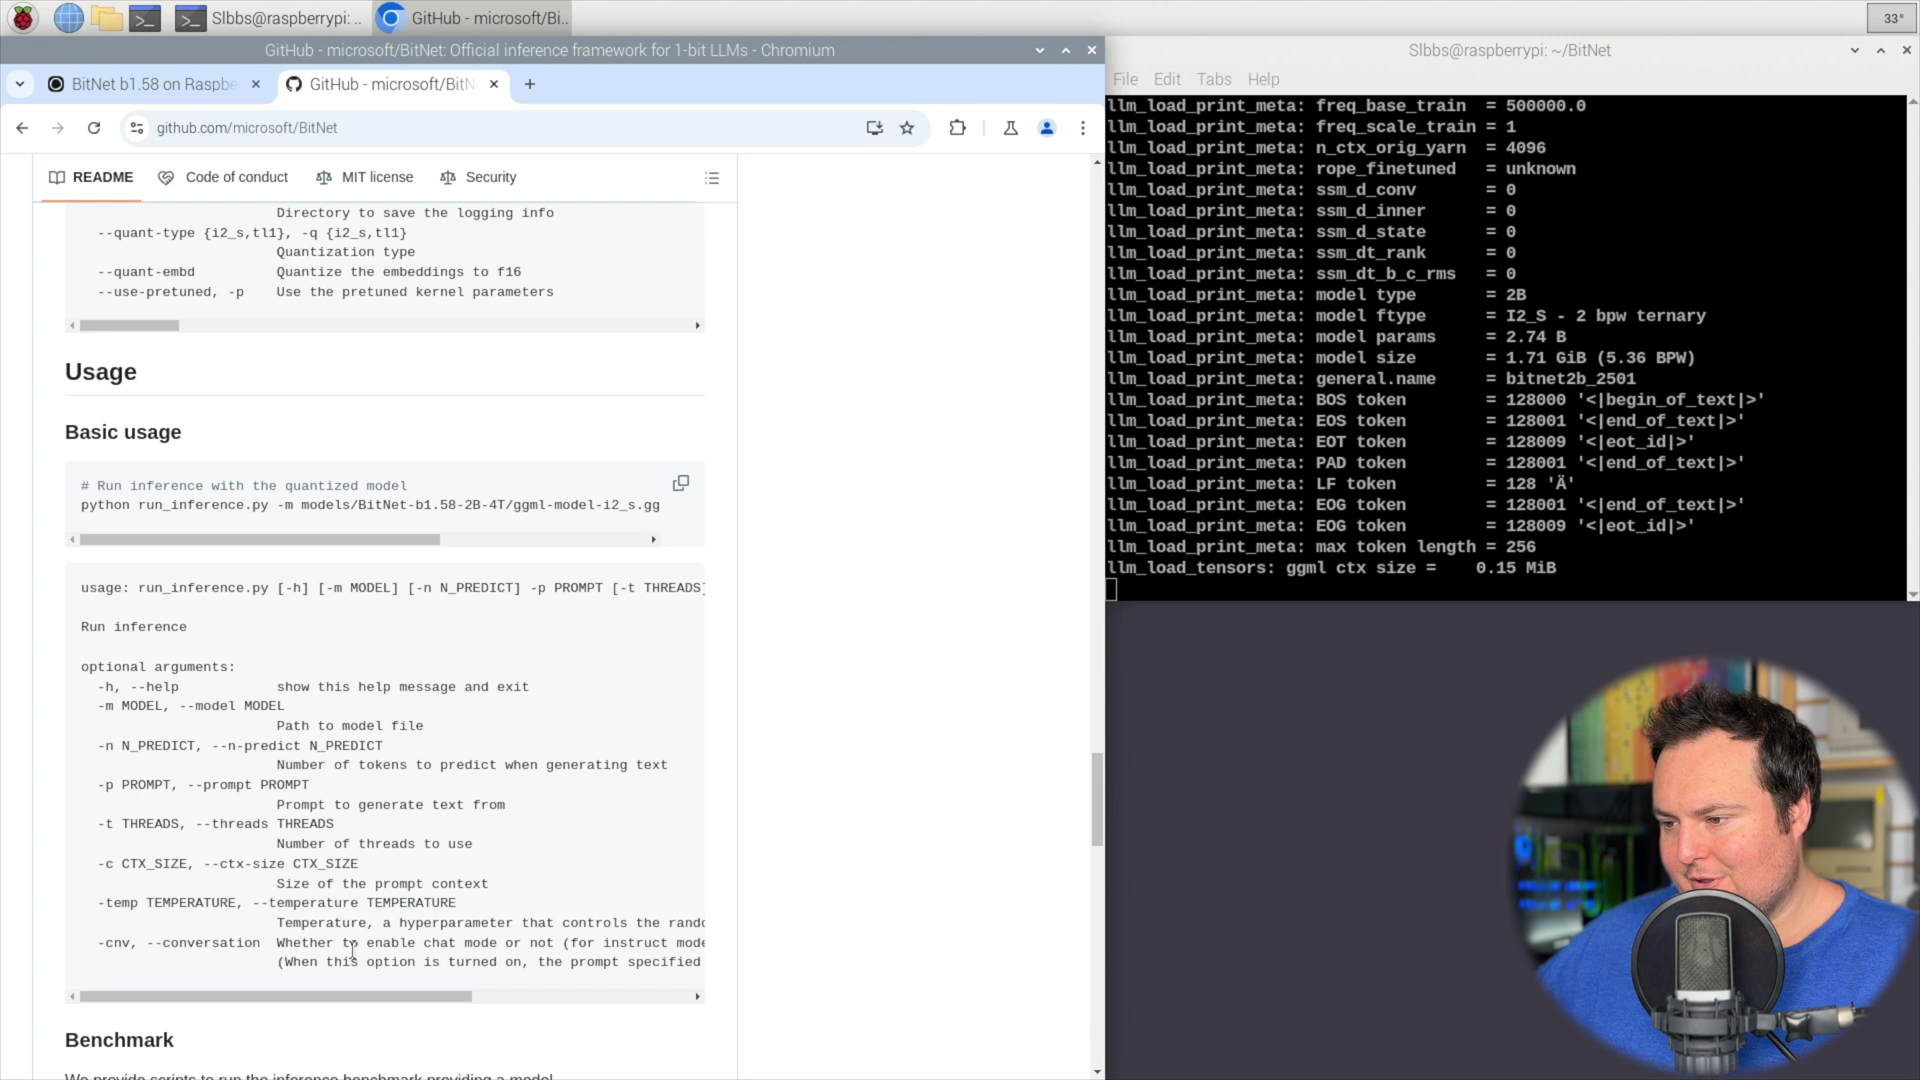 Slbbs@raspberrypi: ..
GitHub - microsoft/Bi..
33°
GitHub - microsoft/BitNet: Official inference framework for 1-bit LLMs - Chromium
BitNet b1.58 on Raspbe
GitHub - microsoft/BitN
github.com/microsoft/BitNet
README
Code of conduct
MIT license
Security
Directory to save the logging info
--quant-type {i2_s,tl1}, -q {i2_s,tl1}
Quantization type
--quant-embd Quantize the embeddings to f16
--use-pretuned, -p Use the pretuned kernel parameters
Usage
Basic usage
# Run inference with the quantized model
python run_inference.py -m models/BitNet-b1.58-2B-4T/ggml-model-i2_s.gg
usage: run_inference.py [-h] [-m MODEL] [-n N_PREDICT] -p PROMPT [-t THREADS]
Run inference
optional arguments:
-h, --help show this help message and exit
-m MODEL, --model MODEL
Path to model file
-n N_PREDICT, --n-predict N_PREDICT
Number of tokens to predict when generating text
-p PROMPT, --prompt PROMPT
Prompt to generate text from
-t THREADS, --threads THREADS
Number of threads to use
-c CTX_SIZE, --ctx-size CTX_SIZE
Size of the prompt context
-temp TEMPERATURE, --temperature TEMPERATURE
Temperature, a hyperparameter that controls the rando
-cnv, --conversation Whether to enable chat mode or not (for instruct mode
(When this option is turned on, the prompt specified
Benchmark
We provide scripts to run the inference benchmark providing a model.
Slbbs@raspberrypi: ~/BitNet
File Edit Tabs Help
llm_load_print_meta: freq_base_train = 500000.0
llm_load_print_meta: freq_scale_train = 1
llm_load_print_meta: n_ctx_orig_yarn = 4096
llm_load_print_meta: rope_finetuned = unknown
llm_load_print_meta: ssm_d_conv = 0
llm_load_print_meta: ssm_d_inner = 0
llm_load_print_meta: ssm_d_state = 0
llm_load_print_meta: ssm_dt_rank = 0
llm_load_print_meta: ssm_dt_b_c_rms = 0
llm_load_print_meta: model type = 2B
llm_load_print_meta: model ftype = I2_S - 2 bpw ternary
llm_load_print_meta: model params = 2.74 B
llm_load_print_meta: model size = 1.71 GiB (5.36 BPW)
llm_load_print_meta: general.name = bitnet2b_2501
llm_load_print_meta: BOS token = 128000 '<|begin_of_text|>'
llm_load_print_meta: EOS token = 128001 '<|end_of_text|>'
llm_load_print_meta: EOT token = 128009 '<|eot_id|>'
llm_load_print_meta: PAD token = 128001 '<|end_of_text|>'
llm_load_print_meta: LF token = 128 'Ä'
llm_load_print_meta: EOG token = 128001 '<|end_of_text|>'
llm_load_print_meta: EOG token = 128009 '<|eot_id|>'
llm_load_print_meta: max token length = 256
llm_load_tensors: ggml ctx size = 0.15 MiB